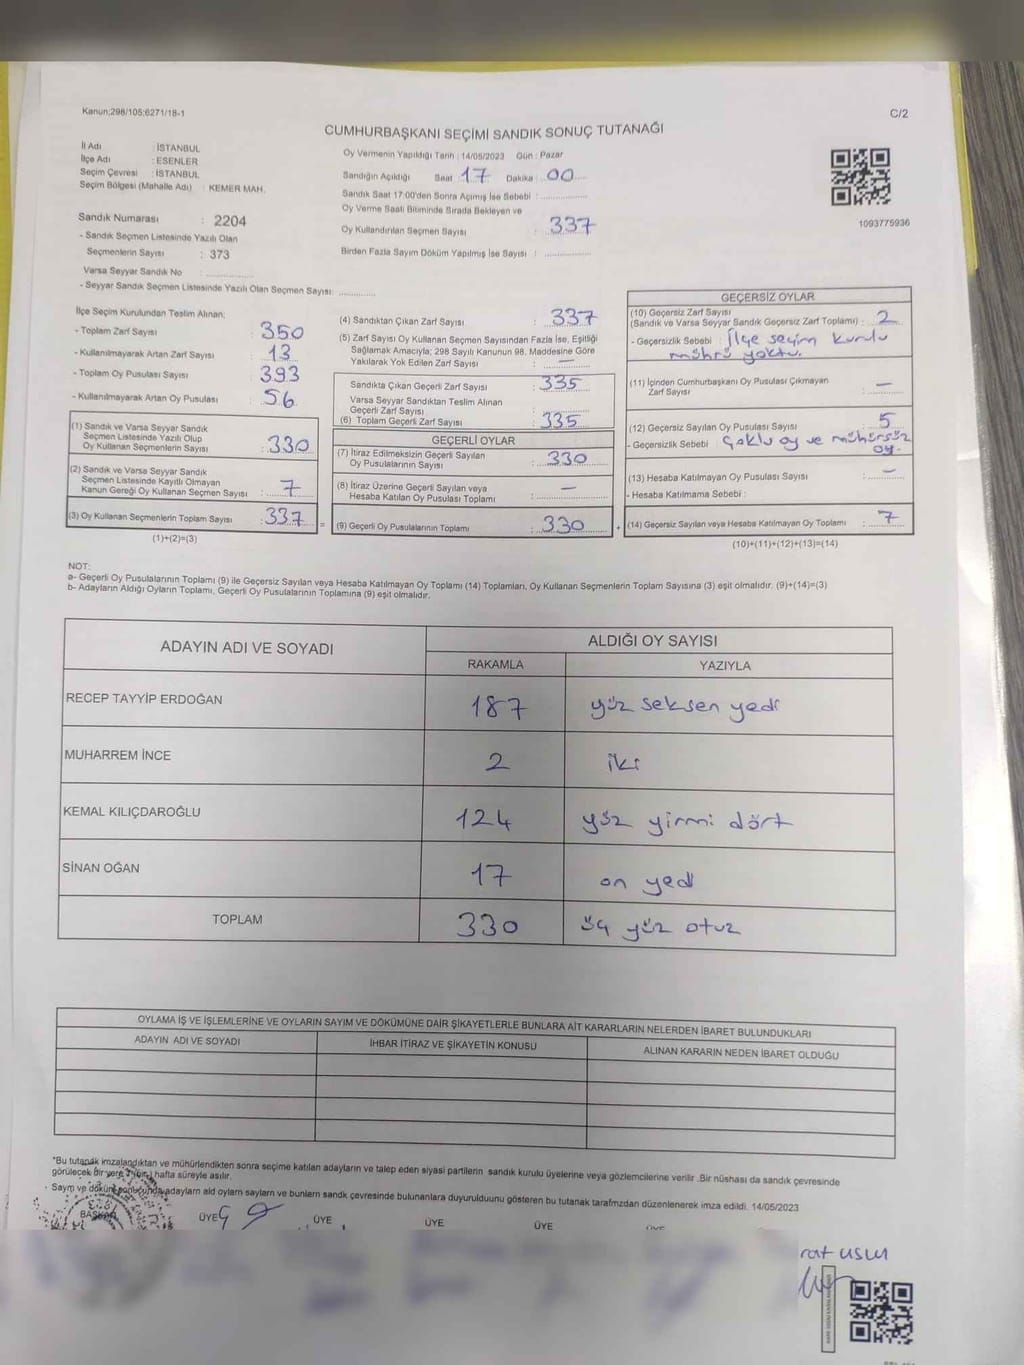 Kanun;298/105;6271/18-1
C/2
CUMHURBAŞKANI SEÇİMİ SANDIK SONUÇ TUTANAĞI
İl Adı : İSTANBUL
İlçe Adı : ESENLER
Seçim Çevresi : İSTANBUL
Seçim Bölgesi (Mahalle Adı) : KEMER MAH.
Oy Vermenin Yapıldığı Tarih : 14/05/2023 Gün : Pazar
Sandığın Açıldığı Saat 17 Dakika : 00
Sandık Saat 17:00'den Sonra Açımış İse Sebebi :
Oy Verme Saati Bitiminde Sırada Bekleyen ve
Oy Kullandırılan Seçmen Sayısı : 337
Birden Fazla Sayım Döküm Yapılmış İse Sayısı :
1093775936
Sandık Numarası : 2204
- Sandık Seçmen Listesinde Yazılı Olan
Seçmenlerin Sayısı : 373
Varsa Seyyar Sandık No :
- Seyyar Sandık Seçmen Listesinde Yazılı Olan Seçmen Sayısı:
İlçe Seçim Kurulundan Teslim Alınan;
- Toplam Zarf Sayısı : 350
- Kullanılmayarak Artan Zarf Sayısı : 13
- Toplam Oy Pusulası Sayısı : 393
- Kullanılmayarak Artan Oy Pusulası : 56
(1) Sandık ve Varsa Seyyar Sandık
Seçmen Listesinde Yazılı Olup
Oy Kullanan Seçmenlerin Sayısı : 330
(2) Sandık ve Varsa Seyyar Sandık
Seçmen Listesinde Kayıtlı Olmayan
Kanun Gereği Oy Kullanan Seçmen Sayısı : 7
(3) Oy Kullanan Seçmenlerin Toplam Sayısı : 337
(1)+(2)=(3)
(4) Sandıktan Çıkan Zarf Sayısı : 337
(5) Zarf Sayısı Oy Kullanan Seçmen Sayısından Fazla İse, Eşitliği
Sağlamak Amacıyla; 298 Sayılı Kanunun 98. Maddesine Göre
Yakılarak Yok Edilen Zarf Sayısı : —
Sandıkta Çıkan Geçerli Zarf Sayısı : 335
Varsa Seyyar Sandıktan Teslim Alınan
Geçerli Zarf Sayısı :
(6) Toplam Geçerli Zarf Sayısı : 335
GEÇERLİ OYLAR
(7) İtiraz Edilmeksizin Geçerli Sayılan
Oy Pusulalarının Sayısı : 330
(8) İtiraz Üzerine Geçerli Sayılan veya
Hesaba Katılan Oy Pusulası Toplamı : —
= (9) Geçerli Oy Pusulalarının Toplamı : 330 +
GEÇERSİZ OYLAR
(10) Geçersiz Zarf Sayısı
(Sandık ve Varsa Seyyar Sandık Geçersiz Zarf Toplamı) : 2
- Geçersizlik Sebebi : İlçe seçim kurulu
mührü yoktu.
(11) İçinden Cumhurbaşkanı Oy Pusulası Çıkmayan
Zarf Sayısı : —
(12) Geçersiz Sayılan Oy Pusulası Sayısı : 5
- Geçersizlik Sebebi : Çoklu oy ve mühürsüz
oy.
(13) Hesaba Katılmayan Oy Pusulası Sayısı : —
- Hesaba Katılmama Sebebi :
(14) Geçersiz Sayılan veya Hesaba Katılmayan Oy Toplamı : 7
(10)+(11)+(12)+(13)=(14)
NOT:
a- Geçerli Oy Pusulalarının Toplamı (9) ile Geçersiz Sayılan veya Hesaba Katılmayan Oy Toplamı (14) Toplamları, Oy Kullanan Seçmenlerin Toplam Sayısına (3) eşit olmalıdır. (9)+(14)=(3)
b- Adayların Aldığı Oyların Toplamı, Geçerli Oy Pusulalarının Toplamına (9) eşit olmalıdır.
ADAYIN ADI VE SOYADI
ALDIĞI OY SAYISI
RAKAMLA YAZIYLA
RECEP TAYYİP ERDOĞAN 187 yüz seksen yedi
MUHARREM İNCE 2 iki
KEMAL KILIÇDAROĞLU 124 yüz yirmi dört
SİNAN OĞAN 17 on yedi
TOPLAM 330 üç yüz otuz
OYLAMA İŞ VE İŞLEMLERİNE VE OYLARIN SAYIM VE DÖKÜMÜNE DAİR ŞİKAYETLERLE BUNLARA AİT KARARLARIN NELERDEN İBARET BULUNDUKLARI
ADAYIN ADI VE SOYADI İHBAR İTİRAZ VE ŞİKAYETİN KONUSU ALINAN KARARIN NEDEN İBARET OLDUĞU
"Bu tutanak imzalandıktan ve mühürlendikten sonra seçime katılan adayların ve talep eden siyasi partilerin sandık kurulu üyelerine veya gözlemcilerine verilir .Bir nüshası da sandık çevresinde
görülecek bir yere 1 (bir) hafta süreyle asılır.
Sayım ve döküm sonucunda adayların ald oyların sayıların ve bunların sandık çevresinde bulunanlara duyurulduunu gösteren bu tutanak tarafmzdan düzenlenerek imza edildi. 14/05/2023
BAŞKAN ÜYE ÜYE ÜYE ÜYE ÜYE